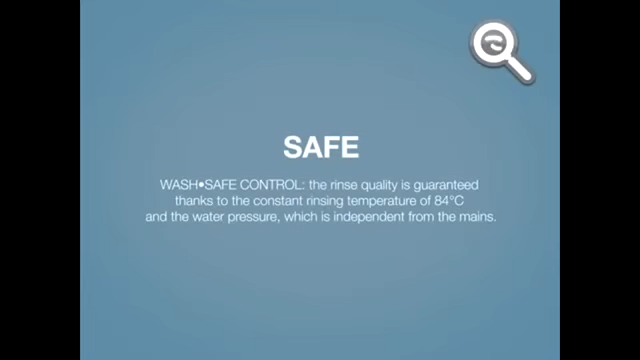 SAFE
WASH•SAFE CONTROL: the rinse quality is guaranteed
thanks to the constant rinsing temperature of 84°C
and the water pressure, which is independent from the mains.